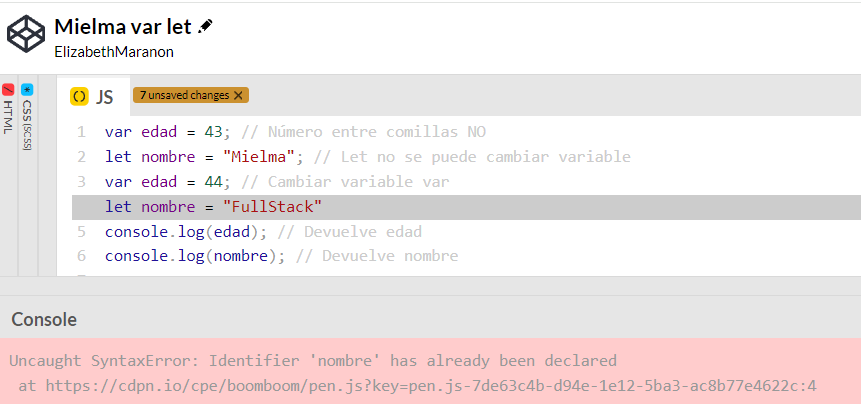 Mielma var let
ElizabethMaranon
HTML
CSS (SCSS)
JS
7 unsaved changes X
1 var edad = 43; // Número entre comillas NO
2 let nombre = "Mielma"; // Let no se puede cambiar variable
3 var edad = 44; // Cambiar variable var
let nombre = "FullStack"
5 console.log(edad); // Devuelve edad
6 console.log(nombre); // Devuelve nombre
Console
Uncaught SyntaxError: Identifier 'nombre' has already been declared
at https://cdpn.io/cpe/boomboom/pen.js?key=pen.js-7de63c4b-d94e-1e12-5ba3-ac8b77e4622c:4